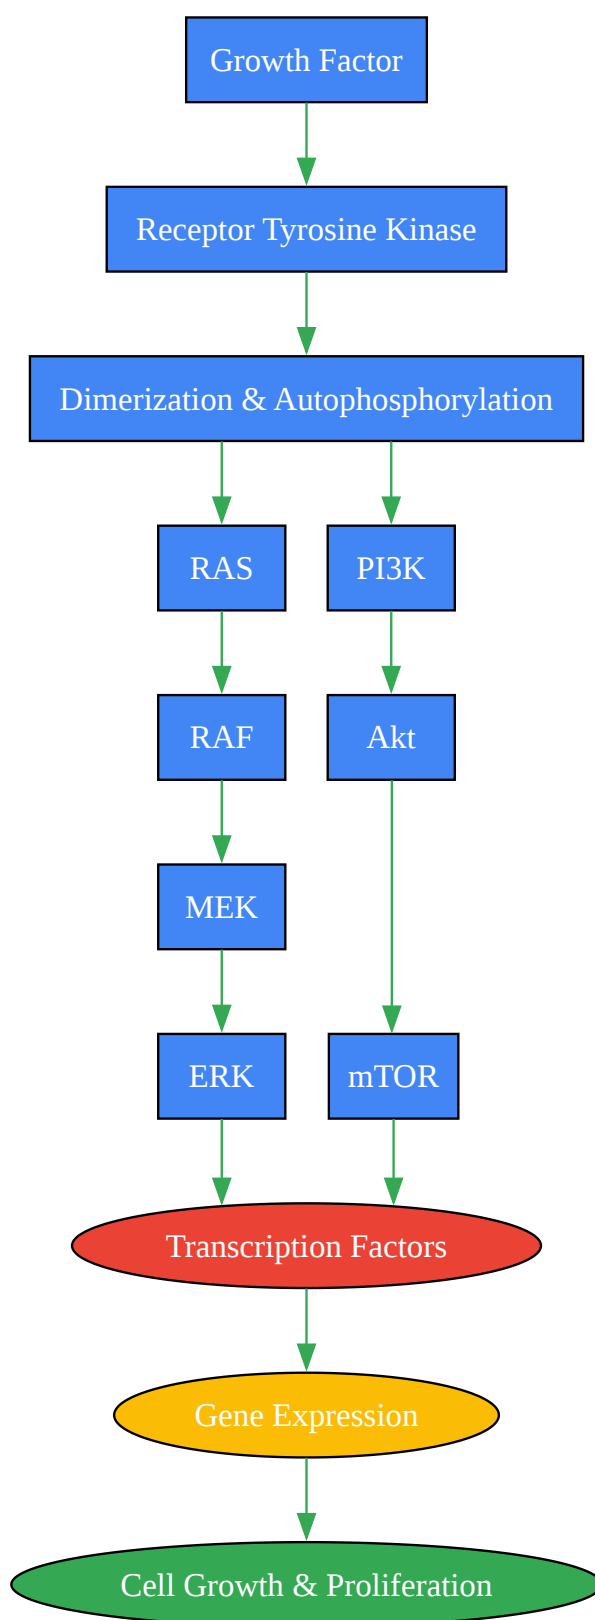 Growth Factor
Receptor Tyrosine Kinase
Dimerization & Autophosphorylation
RAS
PI3K
RAF
Akt
MEK
ERK
mTOR
Transcription Factors
Gene Expression
Cell Growth & Proliferation